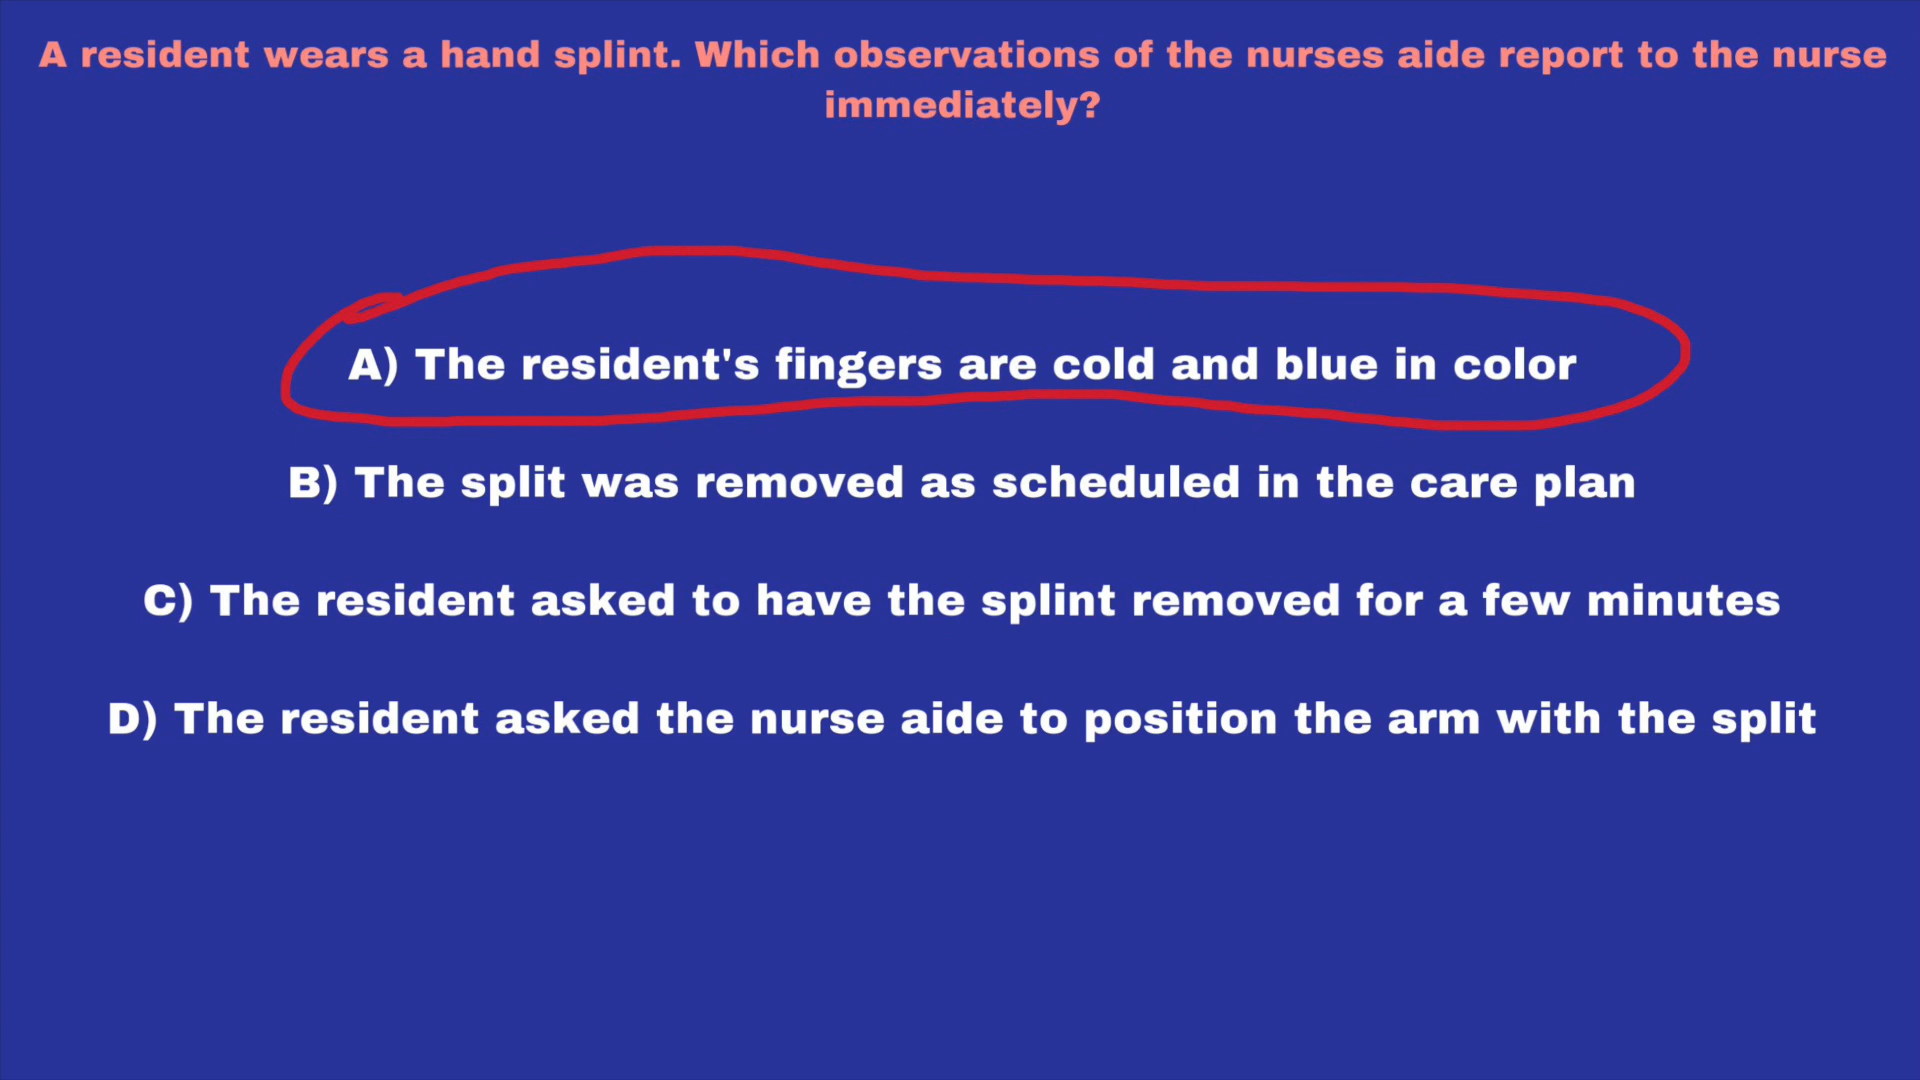 A resident wears a hand splint. Which observations of the nurses aide report to the nurse
immediately?
A) The resident's fingers are cold and blue in color
B) The split was removed as scheduled in the care plan
C) The resident asked to have the splint removed for a few minutes
D) The resident asked the nurse aide to position the arm with the split